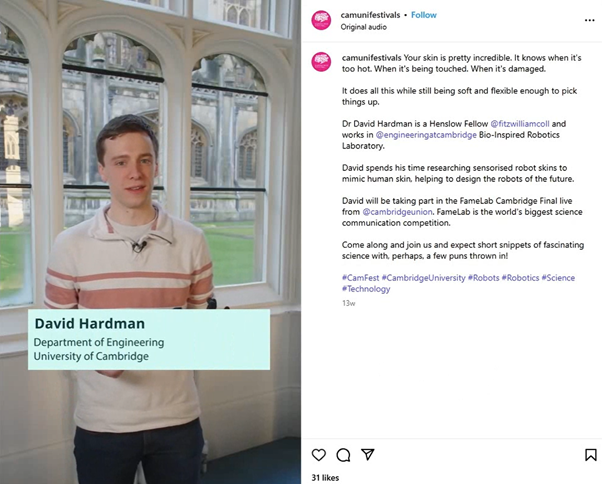 David Hardman
Department of Engineering
University of Cambridge
camunifestivals • Follow
Original audio
camunifestivals Your skin is pretty incredible. It knows when it's
too hot. When it's being touched. When it's damaged.
It does all this while still being soft and flexible enough to pick
things up.
Dr David Hardman is a Henslow Fellow @fitzwilliamcoll and
works in @engineeringatcambridge Bio-Inspired Robotics
Laboratory.
David spends his time researching sensorised robot skins to
mimic human skin, helping to design the robots of the future.
David will be taking part in the FameLab Cambridge Final live
from @cambridgeunion. FameLab is the world's biggest science
communication competition.
Come along and join us and expect short snippets of fascinating
science with, perhaps, a few puns thrown in!
#CamFest #CambridgeUniversity #Robots #Robotics #Science
#Technology
13w
31 likes